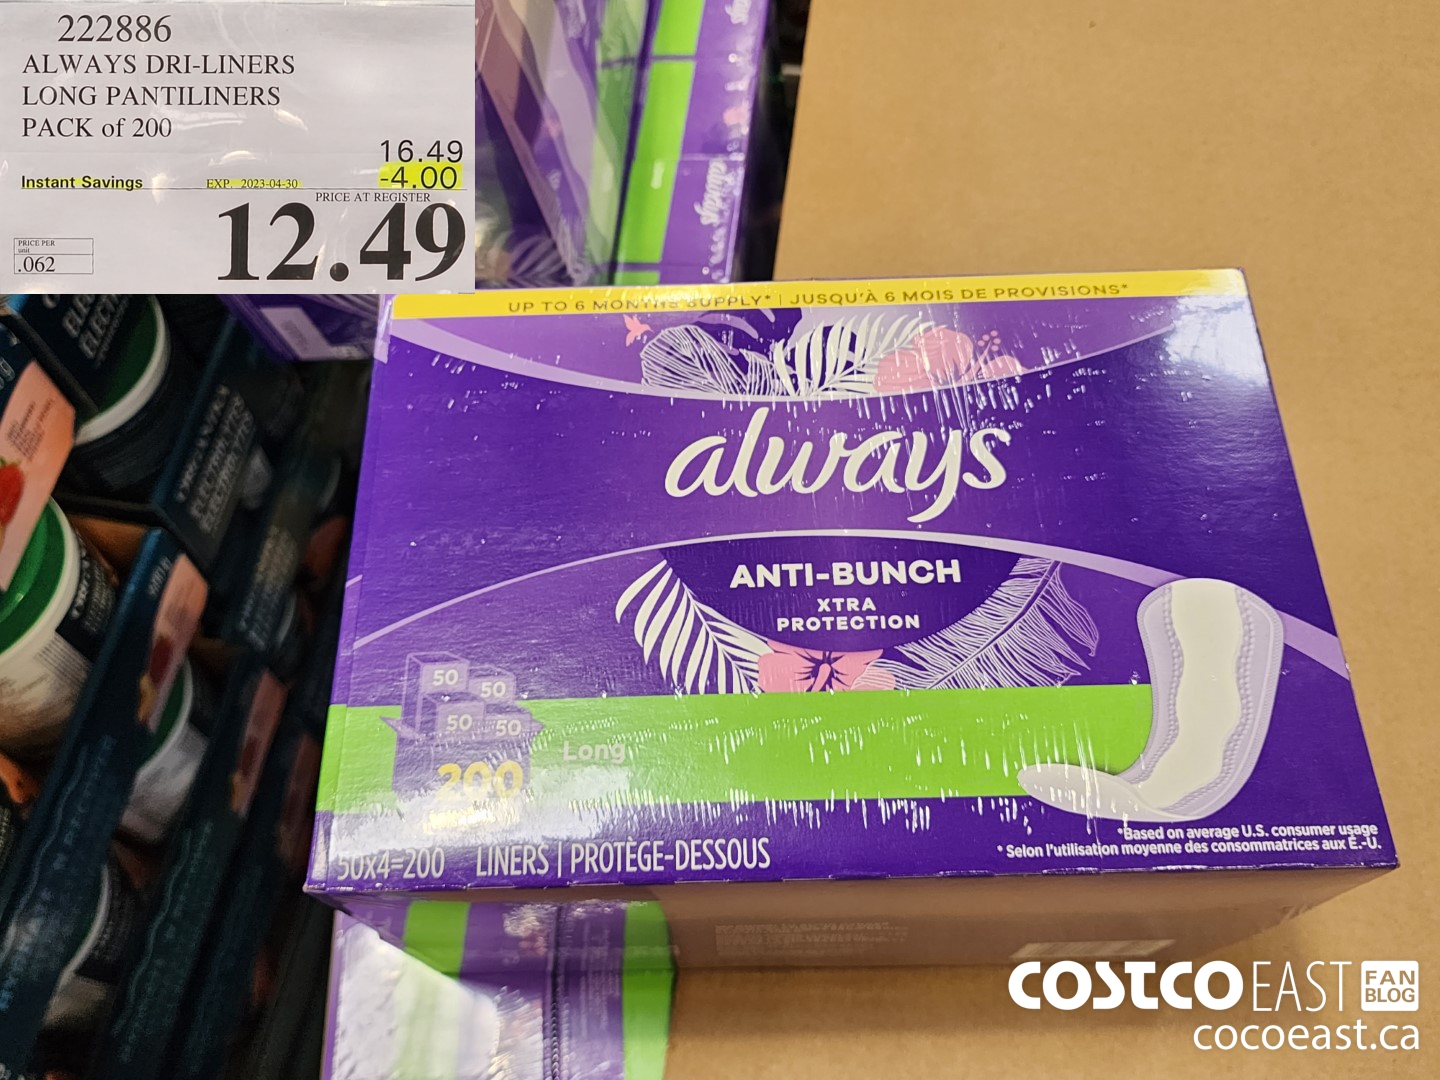 222886
ALWAYS DRI-LINERS
LONG PANTILINERS
PACK of 200
16.49
Instant Savings EXP. 2023-04-30 -4.00
PRICE AT REGISTER
12.49
PRICE PER
unit
.062
always
UP TO 6 MONTHS SUPPLY* | JUSQU'À 6 MOIS DE PROVISIONS*
always
ANTI-BUNCH
XTRA
PROTECTION
50 50
50 50
200 Long
50x4=200 LINERS | PROTÈGE-DESSOUS
*Based on average U.S. consumer usage
* Selon l'utilisation moyenne des consommatrices aux É.-U.
COSTCO EAST FAN BLOG
cocoeast.ca